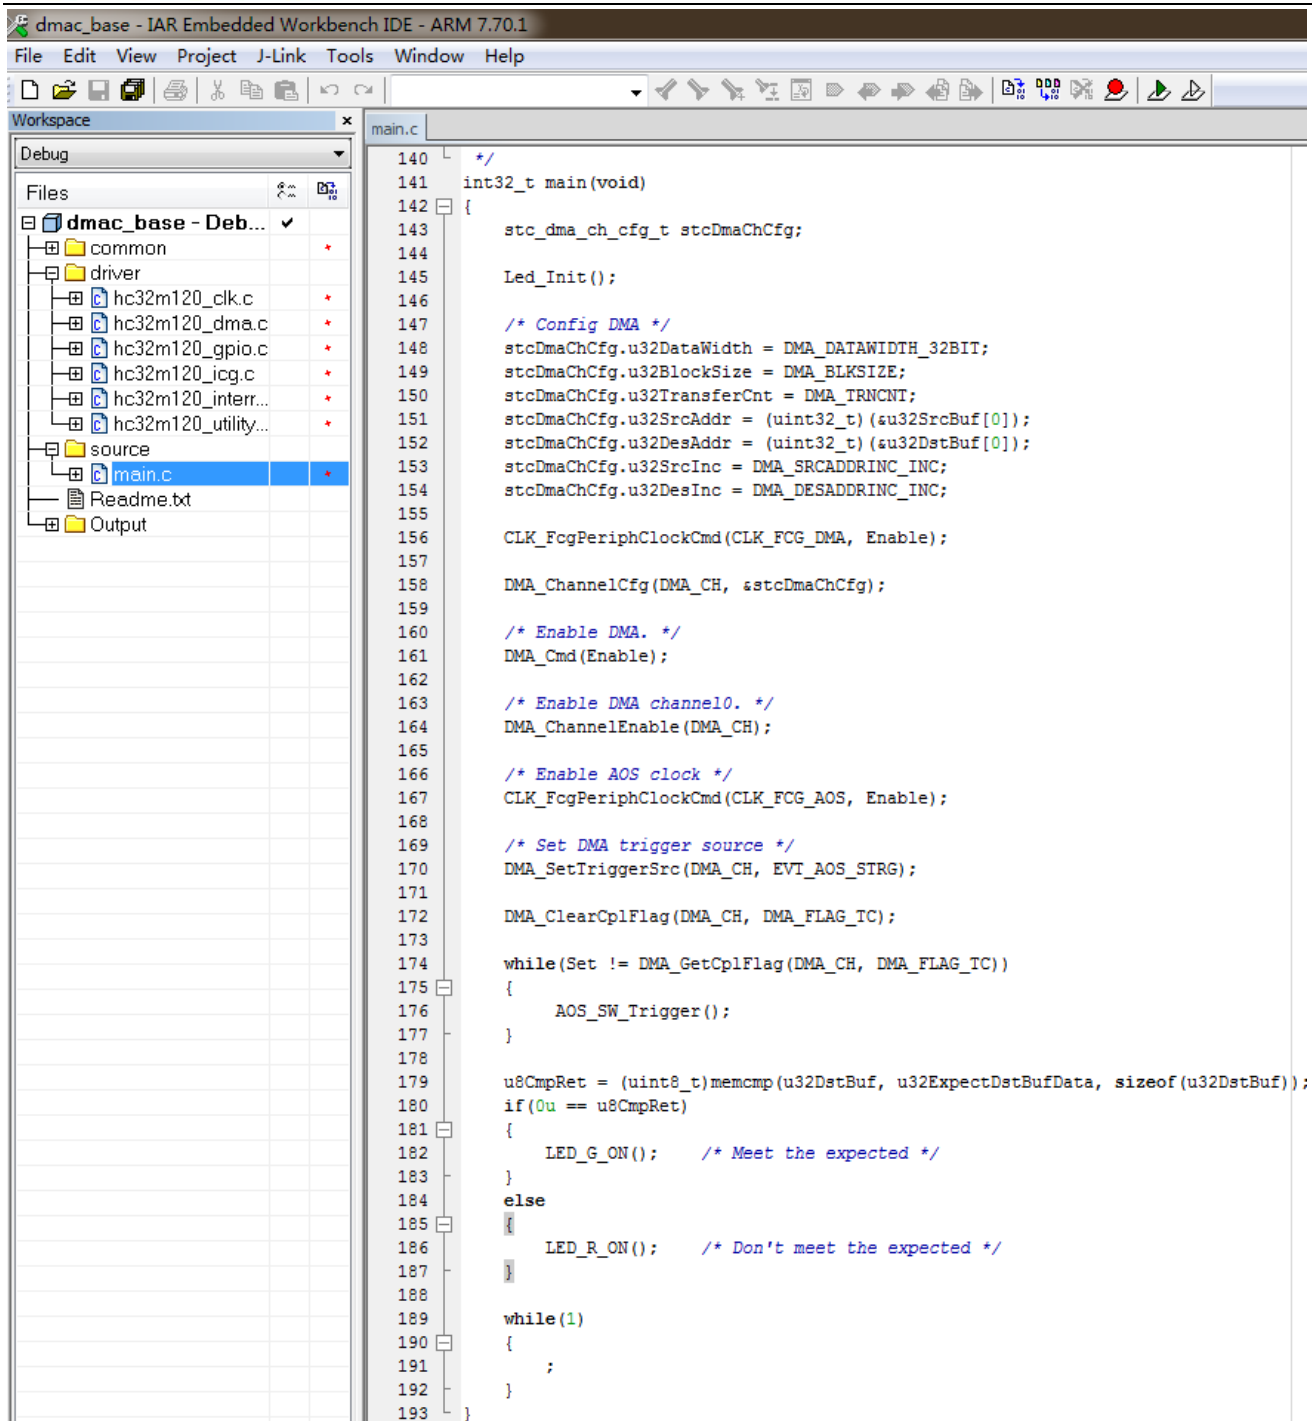 dmac_base - IAR Embedded Workbench IDE - ARM 7.70.1
File Edit View Project J-Link Tools Window Help
Workspace
Debug
Files
dmac_base - Deb...
common
driver
hc32m120_clk.c
hc32m120_dma.c
hc32m120_gpio.c
hc32m120_icg.c
hc32m120_interr...
hc32m120_utility...
source
main.c
Readme.txt
Output
main.c
140 */
141 int32_t main(void)
142 {
143 stc_dma_ch_cfg_t stcDmaChCfg;
144
145 Led_Init();
146
147 /* Config DMA */
148 stcDmaChCfg.u32DataWidth = DMA_DATAWIDTH_32BIT;
149 stcDmaChCfg.u32BlockSize = DMA_BLKSIZE;
150 stcDmaChCfg.u32TransferCnt = DMA_TRNCNT;
151 stcDmaChCfg.u32SrcAddr = (uint32_t)(&u32SrcBuf[0]);
152 stcDmaChCfg.u32DesAddr = (uint32_t)(&u32DstBuf[0]);
153 stcDmaChCfg.u32SrcInc = DMA_SRCADDRINC_INC;
154 stcDmaChCfg.u32DesInc = DMA_DESADDRINC_INC;
155
156 CLK_FcgPeriphClockCmd(CLK_FCG_DMA, Enable);
157
158 DMA_ChannelCfg(DMA_CH, &stcDmaChCfg);
159
160 /* Enable DMA. */
161 DMA_Cmd(Enable);
162
163 /* Enable DMA channel0. */
164 DMA_ChannelEnable(DMA_CH);
165
166 /* Enable AOS clock */
167 CLK_FcgPeriphClockCmd(CLK_FCG_AOS, Enable);
168
169 /* Set DMA trigger source */
170 DMA_SetTriggerSrc(DMA_CH, EVT_AOS_STRG);
171
172 DMA_ClearCplFlag(DMA_CH, DMA_FLAG_TC);
173
174 while(Set != DMA_GetCplFlag(DMA_CH, DMA_FLAG_TC))
175 {
176 AOS_SW_Trigger();
177 }
178
179 u8CmpRet = (uint8_t)memcmp(u32DstBuf, u32ExpectDstBufData, sizeof(u32DstBuf));
180 if(0u == u8CmpRet)
181 {
182 LED_G_ON(); /* Meet the expected */
183 }
184 else
185 {
186 LED_R_ON(); /* Don't meet the expected */
187 }
188
189 while(1)
190 {
191 ;
192 }
193 }